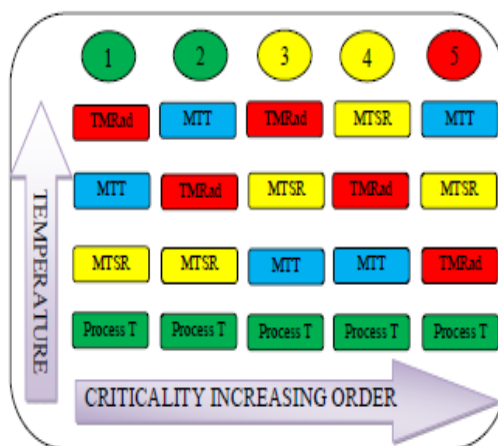 1 2 3 4 5
TMRad MTT TMRad MTSR MTT
MTT TMRad MTSR TMRad MTSR
MTSR MTSR MTT MTT TMRad
Process T Process T Process T Process T Process T
TEMPERATURE
CRITICALITY INCREASING ORDER